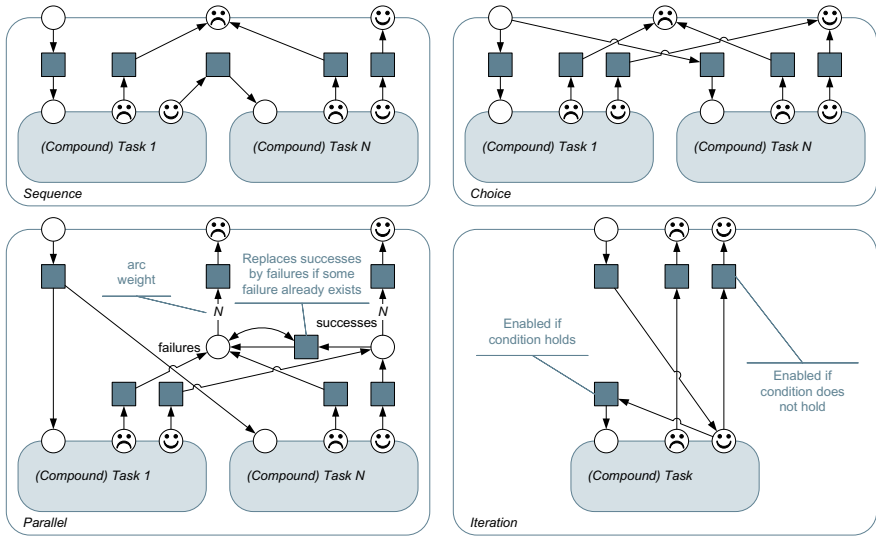 (Compound) Task 1
(Compound) Task N
Sequence
(Compound) Task 1
(Compound) Task N
Choice
arc
weight
Replaces successes
by failures if some
failure already exists
N
N
successes
failures
(Compound) Task 1
(Compound) Task N
Parallel
Enabled if
condition holds
Enabled if
condition does
not hold
(Compound) Task
Iteration